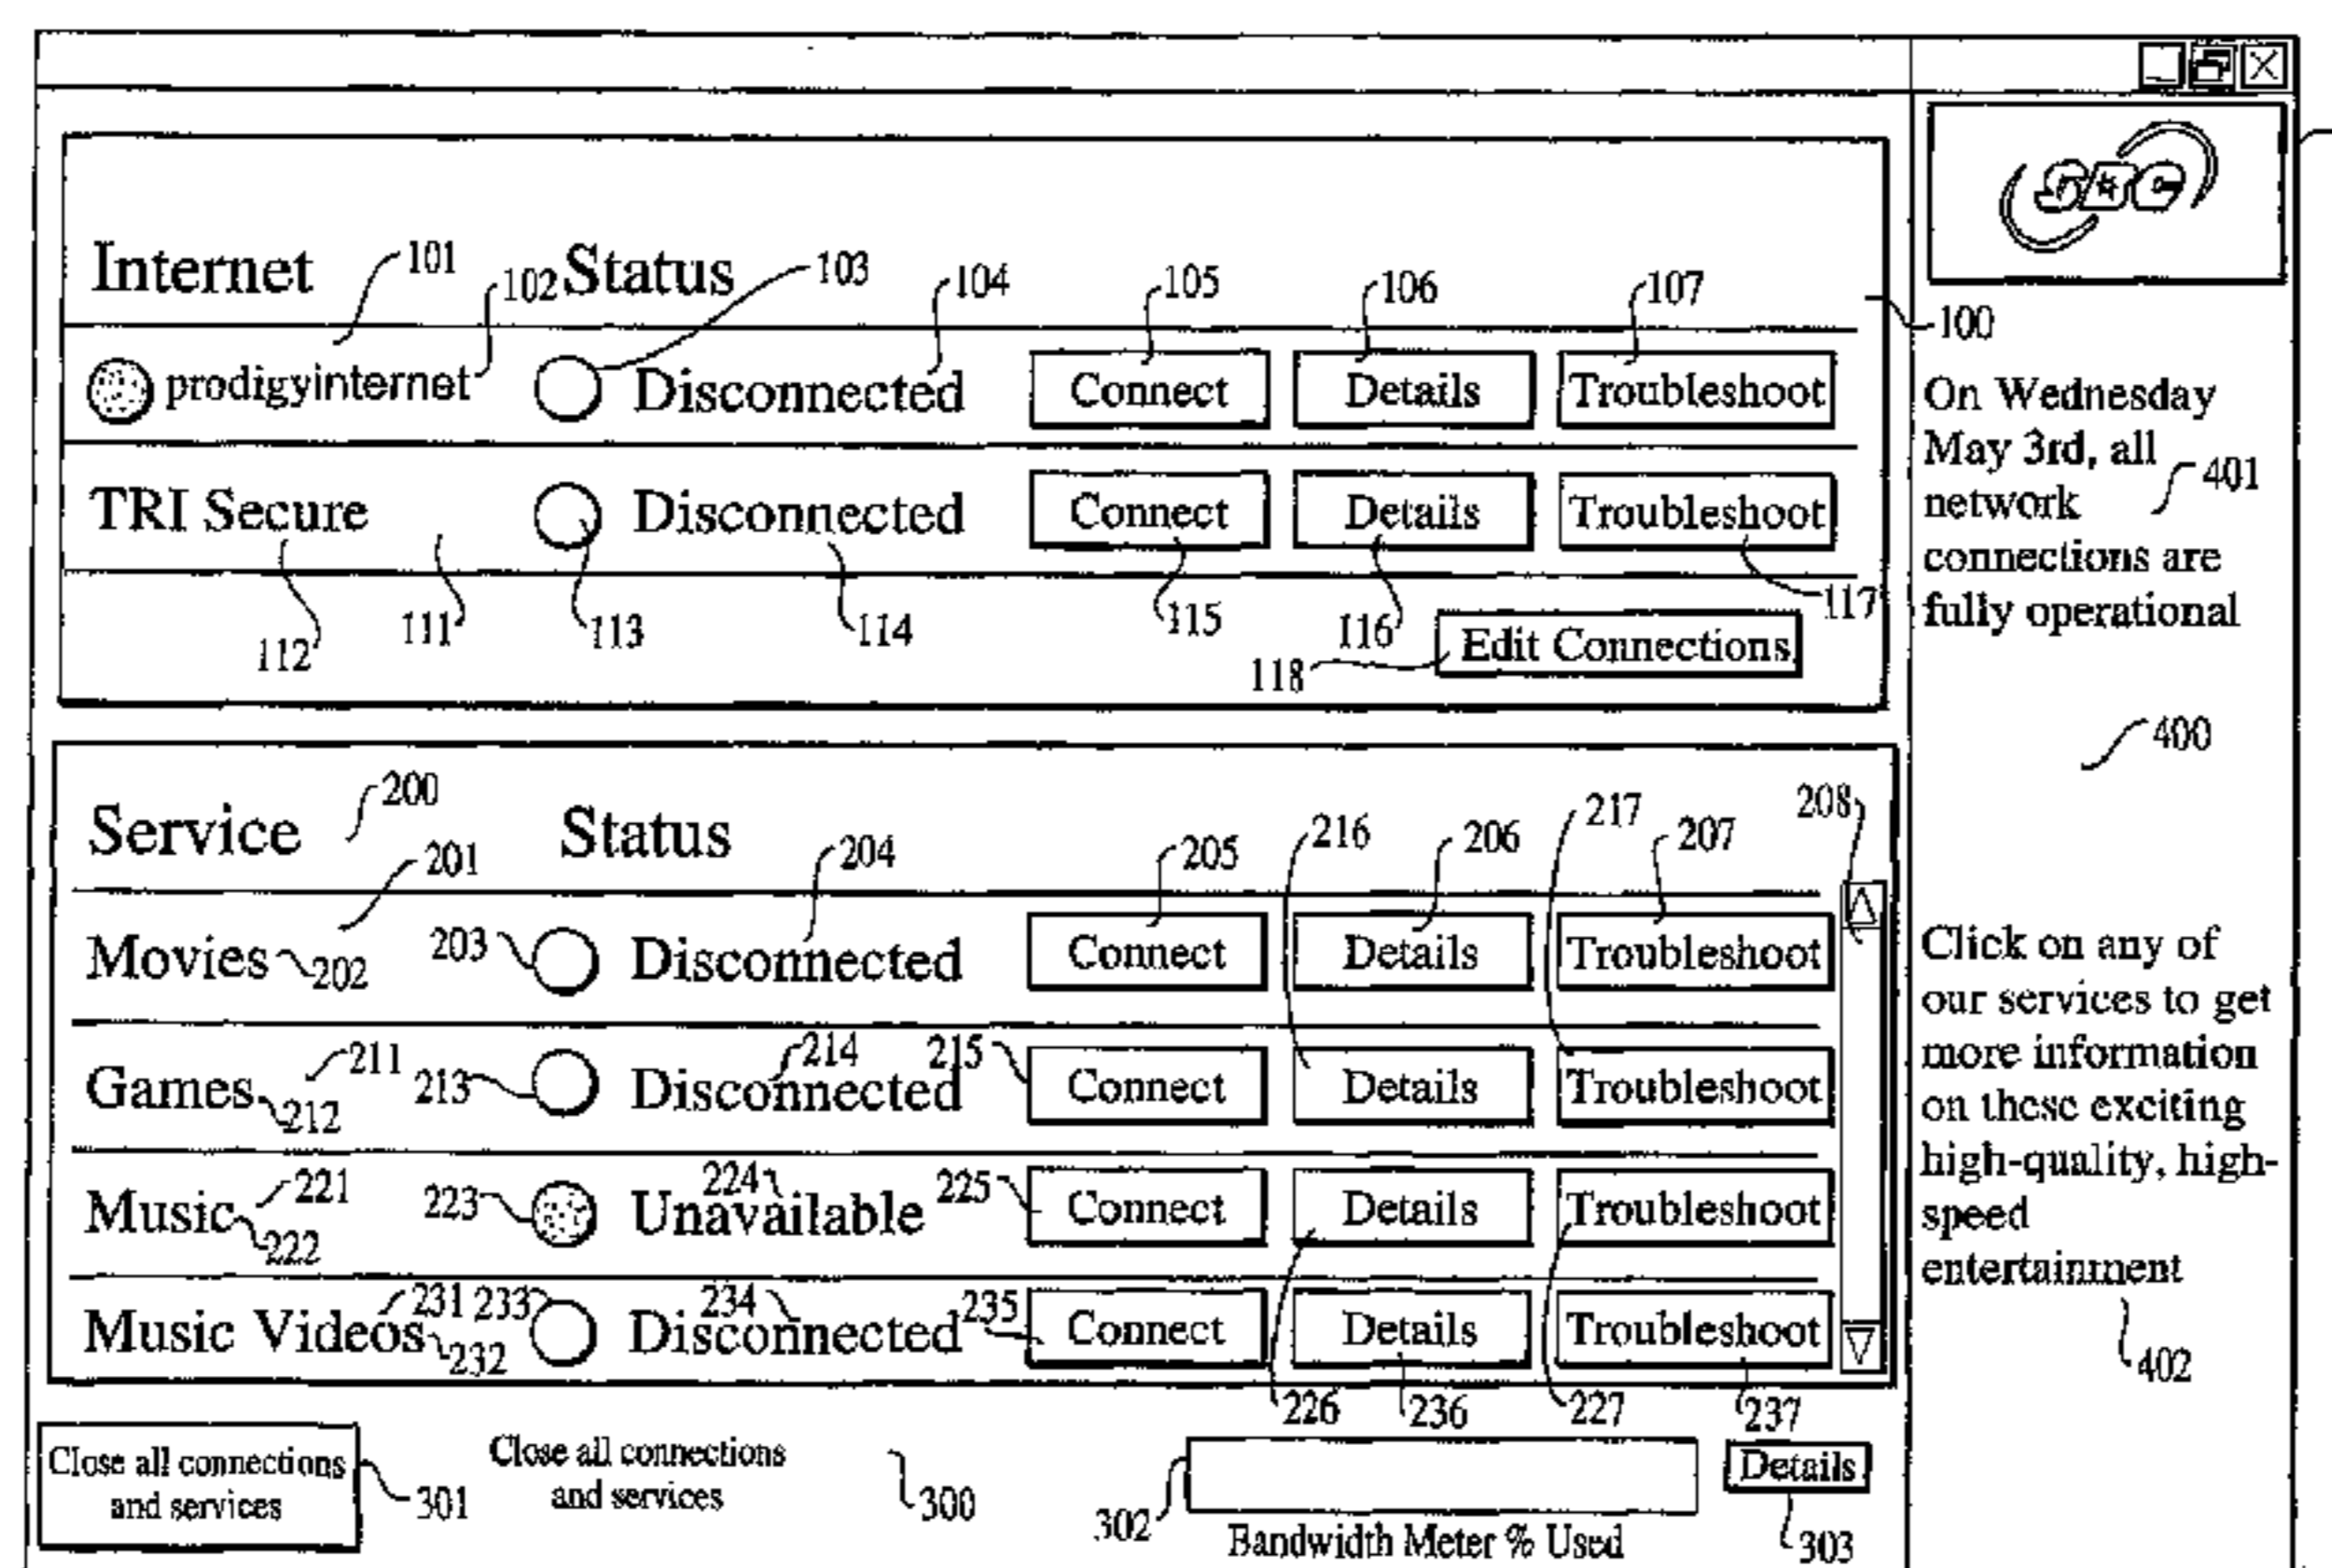 SBC
Internet 101 102 Status 103 104 105 106 107 100
prodigyinternet Disconnected Connect Details Troubleshoot
TRI Secure Disconnected Connect Details Troubleshoot
112 111 113 114 115 116 117
118 Edit Connections
On Wednesday
May 3rd, all
network 401
connections are
fully operational
400
Service 200 Status
201 204 205 216 206 217 207 208
Movies 202 203 Disconnected Connect Details Troubleshoot
Games 211 212 213 Disconnected 214 215 Connect Details Troubleshoot
Music 221 222 223 Unavailable 224 225 Connect Details Troubleshoot
Music Videos 231 232 233 Disconnected 234 235 Connect Details Troubleshoot
226 236 227 237
Click on any of
our services to get
more information
on these exciting
high-quality, high-
speed
entertainment
402
Close all connections
and services
301
Close all connections
and services
300
302
Bandwidth Meter % Used
Details
303